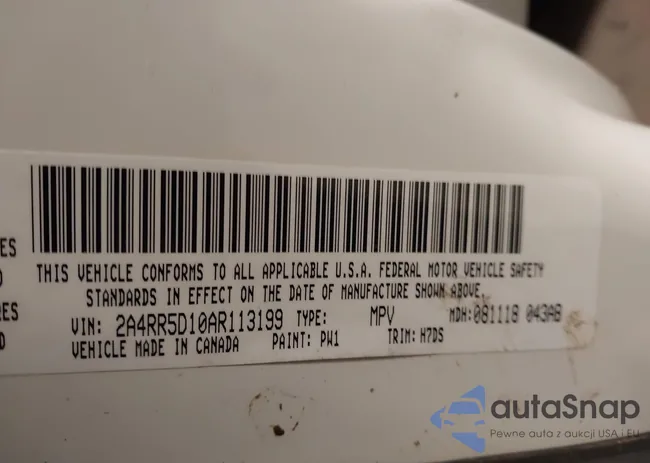 ES
THIS VEHICLE CONFORMS TO ALL APPLICABLE U.S.A. FEDERAL MOTOR VEHICLE SAFETY
STANDARDS IN EFFECT ON THE DATE OF MANUFACTURE SHOWN ABOVE.
RES
VIN: 2A4RR5D10AR113199 TYPE: MPV MDH:081118 043AB
D
VEHICLE MADE IN CANADA PAINT: PW1 TRIM: H7DS
autaSnap
Pewne auta z aukcji USA i EU